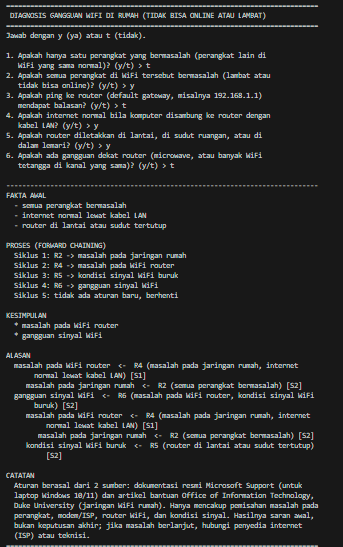 ================================================================
DIAGNOSIS GANGGUAN WIFI DI RUMAH (TIDAK BISA ONLINE ATAU LAMBAT)
================================================================
Jawab dengan y (ya) atau t (tidak).

1. Apakah hanya satu perangkat yang bermasalah (perangkat lain di
WiFi yang sama normal)? (y/t) > t
2. Apakah semua perangkat di WiFi tersebut bermasalah (lambat atau
tidak bisa online)? (y/t) > y
3. Apakah ping ke router (default gateway, misalnya 192.168.1.1)
mendapat balasan? (y/t) > t
4. Apakah internet normal bila komputer disambung ke router dengan
kabel LAN? (y/t) > y
5. Apakah router diletakkan di lantai, di sudut ruangan, atau di
dalam lemari? (y/t) > y
6. Apakah ada gangguan dekat router (microwave, atau banyak WiFi
tetangga di kanal yang sama)? (y/t) > t

----------------------------------------------------------------
FAKTA AWAL
- semua perangkat bermasalah
- internet normal lewat kabel LAN
- router di lantai atau sudut tertutup

PROSES (FORWARD CHAINING)
Siklus 1: R2 -> masalah pada jaringan rumah
Siklus 2: R4 -> masalah pada WiFi router
Siklus 3: R5 -> kondisi sinyal WiFi buruk
Siklus 4: R6 -> gangguan sinyal WiFi
Siklus 5: tidak ada aturan baru, berhenti

KESIMPULAN
* masalah pada WiFi router
* gangguan sinyal WiFi

ALASAN
masalah pada WiFi router <- R4 (masalah pada jaringan rumah, internet
normal lewat kabel LAN) [S1]
masalah pada jaringan rumah <- R2 (semua perangkat bermasalah) [S2]
gangguan sinyal WiFi <- R6 (masalah pada WiFi router, kondisi sinyal WiFi
buruk) [S2]
masalah pada WiFi router <- R4 (masalah pada jaringan rumah, internet
normal lewat kabel LAN) [S1]
masalah pada jaringan rumah <- R2 (semua perangkat bermasalah) [S2]
kondisi sinyal WiFi buruk <- R5 (router di lantai atau sudut tertutup)
[S2]

CATATAN
Aturan berasal dari 2 sumber: dokumentasi resmi Microsoft Support (untuk
laptop Windows 10/11) dan artikel bantuan Office of Information Technology,
Duke University (jaringan WiFi rumah). Hanya mencakup pemisahan masalah pada
perangkat, modem/ISP, router WiFi, dan kondisi sinyal. Hasilnya saran awal,
bukan keputusan akhir; jika masalah berlanjut, hubungi penyedia internet
(ISP) atau teknisi.
================================================================